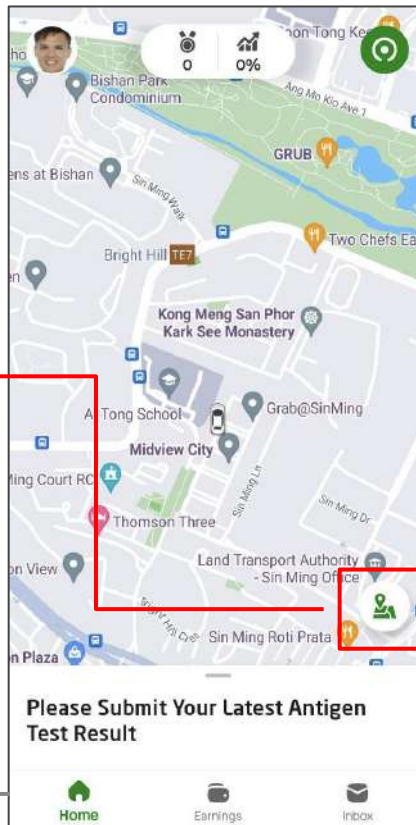 oon Tong Kee
0
0%
Bishan Park
Condominium
Ang Mo Kio Ave 1
GRUB
ens at Bishan
Sin Ming Walk
Two Chefs Ea
Bright Hill TE7
Kong Meng San Phor
Kark See Monastery
Ai Tong School
Grab@SinMing
Midview City
Ming Court RC
Sin Ming Ln
Sin Ming Dr
Thomson Three
Land Transport Authority
- Sin Ming Office
on View
Sin Ming Roti Prata
n Plaza
Please Submit Your Latest Antigen
Test Result
Home
Earnings
Inbox